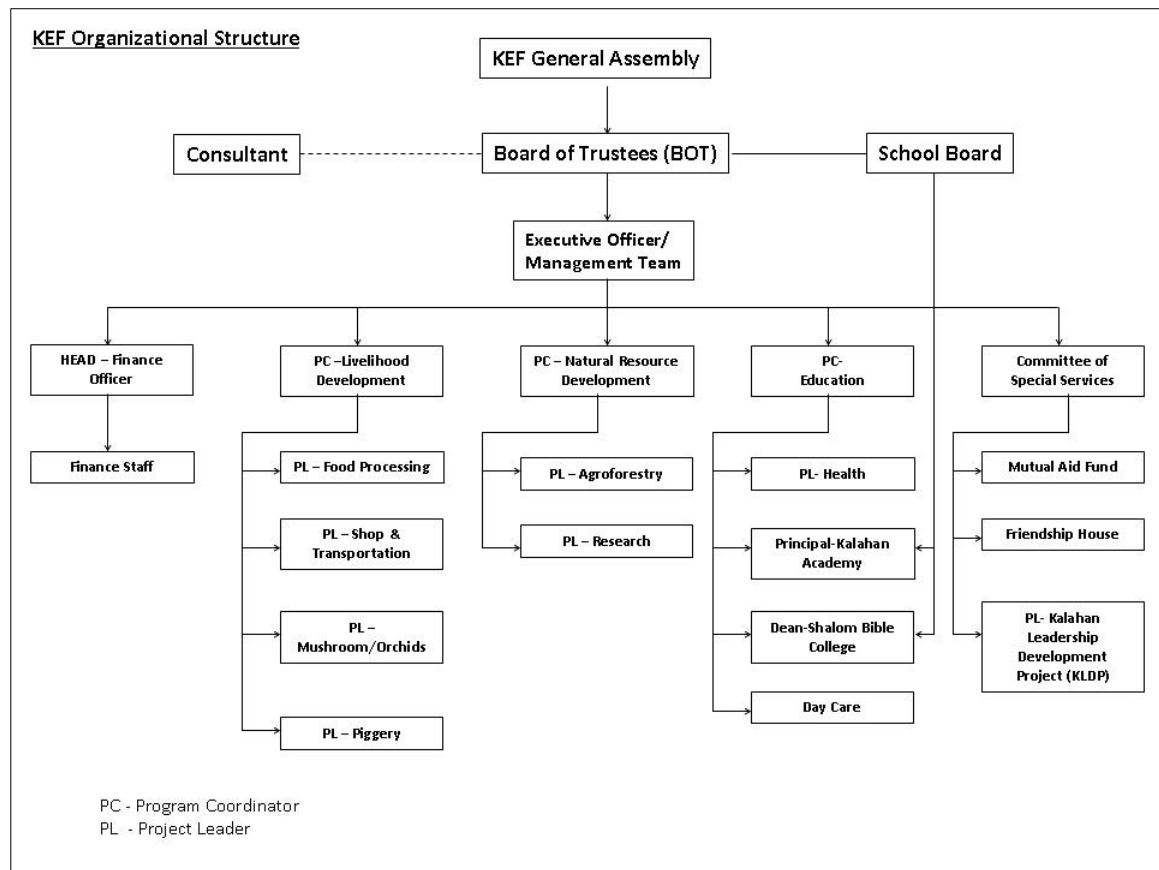 KEF Organizational Structure
KEF General Assembly
Consultant
Board of Trustees (BOT)
School Board
Executive Officer/
Management Team
HEAD – Finance
Officer
PC –Livelihood
Development
PC – Natural Resource
Development
PC-
Education
Committee of
Special Services
Finance Staff
PL – Food Processing
PL – Shop &
Transportation
PL –
Mushroom/Orchids
PL – Piggery
PL – Agroforestry
PL – Research
PL- Health
Principal-Kalahan
Academy
Dean-Shalom Bible
College
Day Care
Mutual Aid Fund
Friendship House
PL- Kalahan
Leadership
Development
Project (KLDP)
PC - Program Coordinator
PL - Project Leader